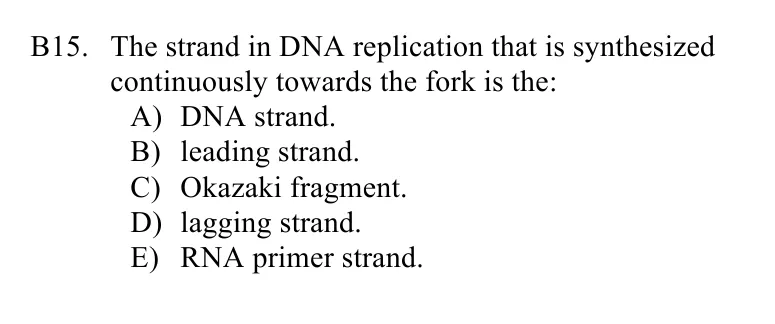 B15. The strand in DNA replication that is synthesized
continuously towards the fork is the:
A) DNA strand.
B) leading strand.
C) Okazaki fragment.
D) lagging strand.
E) RNA primer strand.